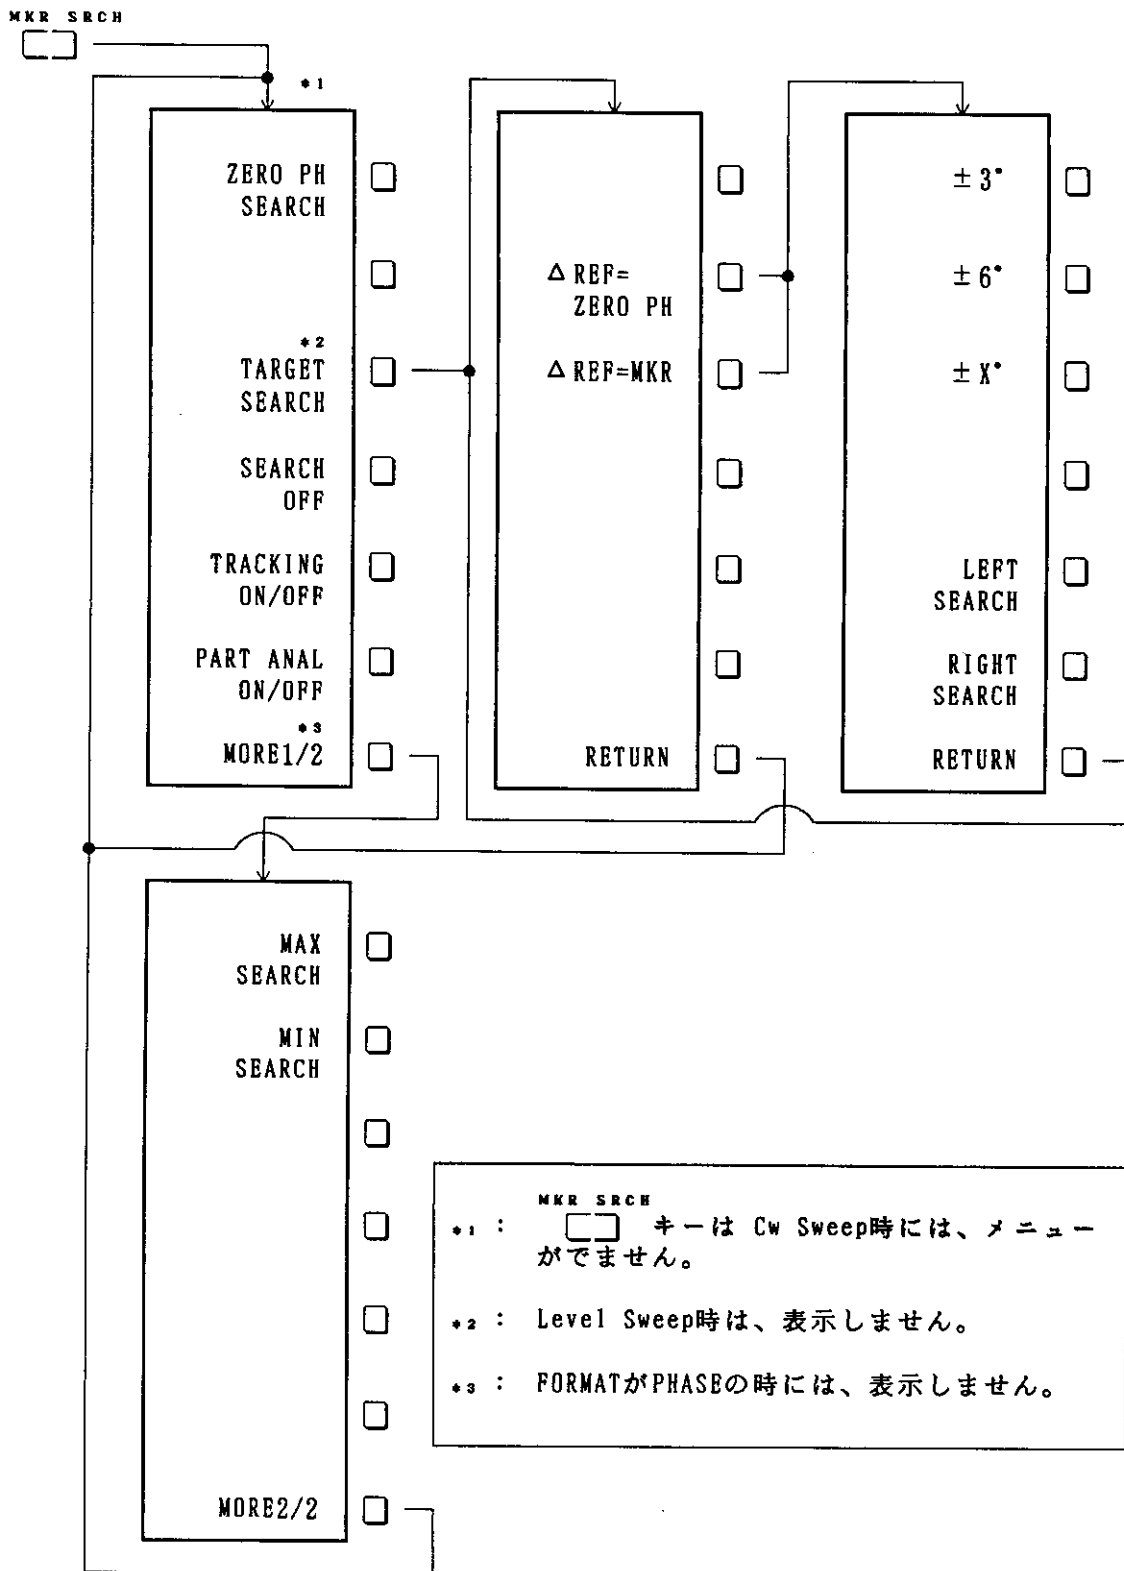 MKR SRCH
*1
ZERO PH
SEARCH
*2
TARGET
SEARCH
SEARCH
OFF
TRACKING
ON/OFF
PART ANAL
ON/OFF
*3
MORE1/2
△REF=
ZERO PH
△REF=MKR
RETURN
±3°
±6°
±X°
LEFT
SEARCH
RIGHT
SEARCH
RETURN
MAX
SEARCH
MIN
SEARCH
MORE2/2
MKR SRCH
*1 : キーは Cw Sweep時には、メニュー
がでません。
*2 : Level Sweep時は、表示しません。
*3 : FORMATがPHASEの時には、表示しません。